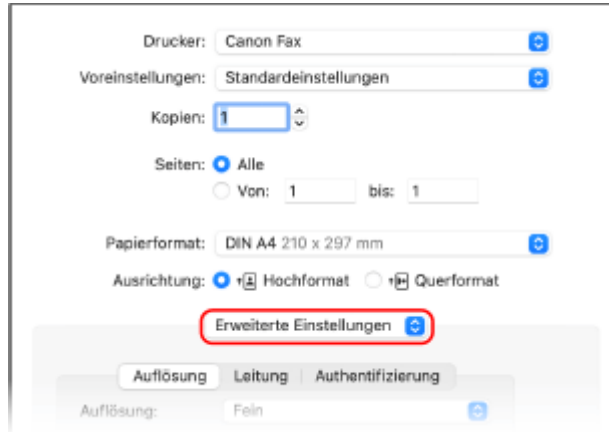 Drucker: Canon Fax
Voreinstellungen: Standardeinstellungen
Kopien: 1
Seiten: Alle
Von: 1 bis: 1
Papierformat: DIN A4 210 x 297 mm
Ausrichtung: Hochformat Querformat
Erweiterte Einstellungen
Auflösung Leitung Authentifizierung
Auflösung: Fein